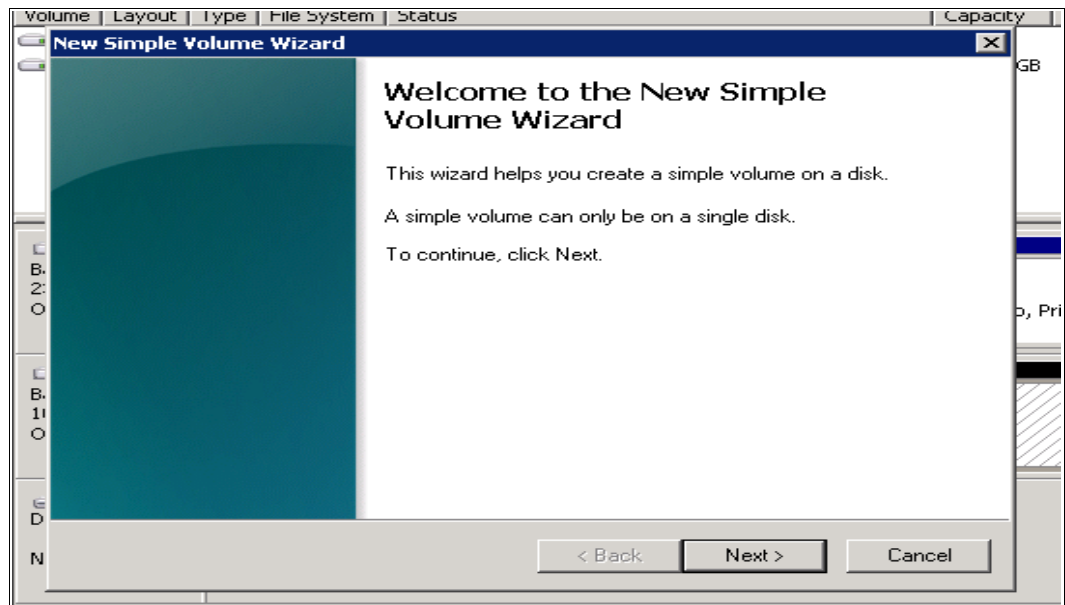 Volume | Layout | Type | File System | Status | Capacity
New Simple Volume Wizard
GB
Welcome to the New Simple
Volume Wizard
This wizard helps you create a simple volume on a disk.
A simple volume can only be on a single disk.
To continue, click Next.
o, Pri
< Back Next > Cancel